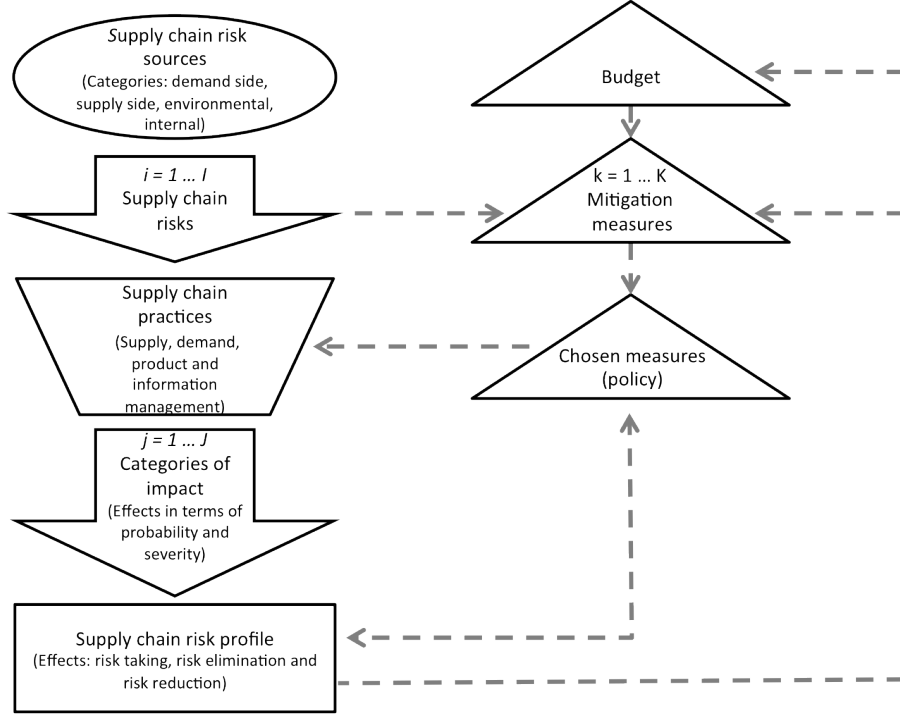 Supply chain risk
sources
(Categories: demand side,
supply side, environmental,
internal)
i = 1 ... I
Supply chain
risks
Supply chain
practices
(Supply, demand,
product and
information
management)
j = 1 ... J
Categories of
impact
(Effects in terms of
probability and
severity)
Supply chain risk profile
(Effects: risk taking, risk elimination and
risk reduction)
Budget
k = 1 ... K
Mitigation
measures
Chosen measures
(policy)